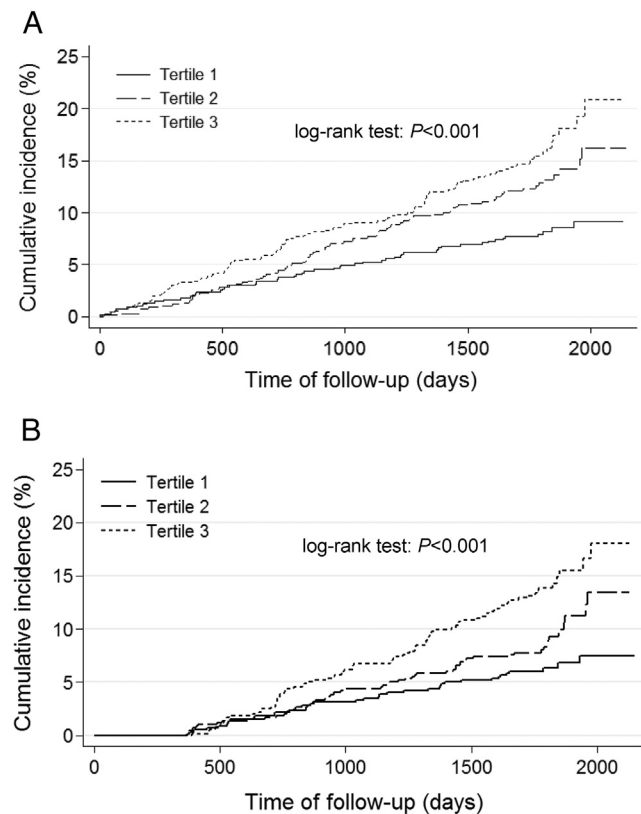 A
Cumulative incidence (%)
25
20
15
10
5
0
Tertile 1
Tertile 2
Tertile 3
log-rank test: P<0.001
0 500 1000 1500 2000
Time of follow-up (days)
B
Cumulative incidence (%)
25
20
15
10
5
0
Tertile 1
Tertile 2
Tertile 3
log-rank test: P<0.001
0 500 1000 1500 2000
Time of follow-up (days)